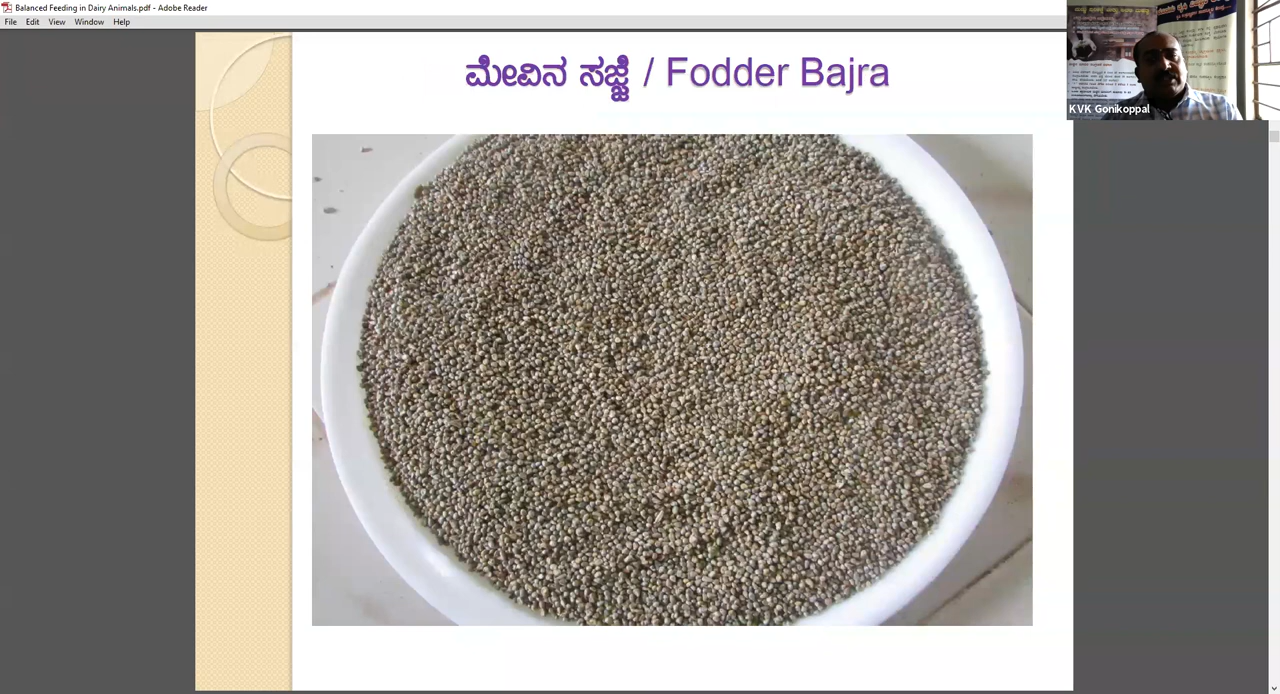 Balanced Feeding in Dairy Animals.pdf - Adobe Reader
File Edit View Window Help
ಮೇವಿನ ಸಜ್ಜೆ / Fodder Bajra
KVK Gonikoppal